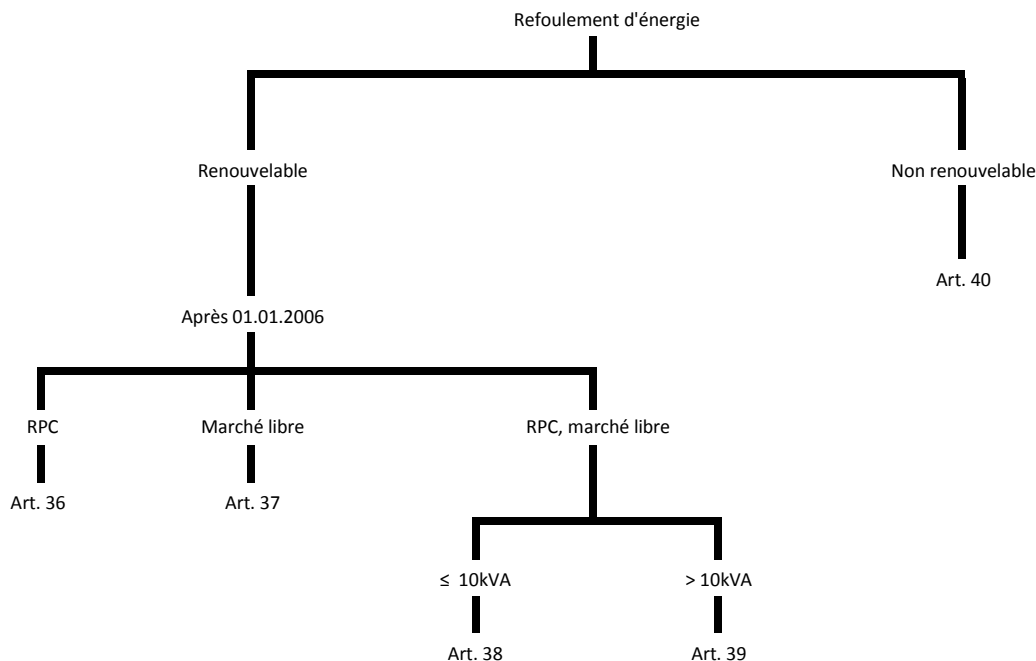 Refoulement d'énergie
Renouvelable
Non renouvelable
Art. 40
Après 01.01.2006
RPC
Marché libre
RPC, marché libre
Art. 36
Art. 37
≤ 10kVA
> 10kVA
Art. 38
Art. 39